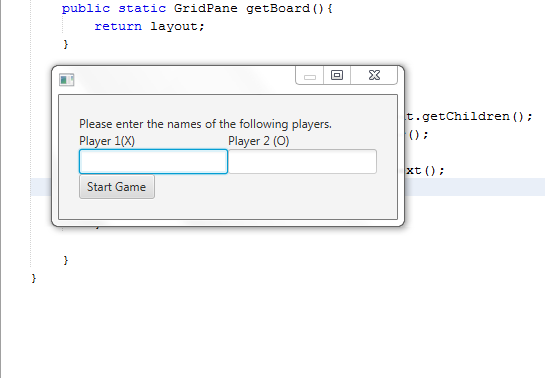 public static GridPane getBoard(){
return layout;
}
t.getChildren();
();
Please enter the names of the following players.
Player 1(X) Player 2 (O)
xt();
Start Game
}
}